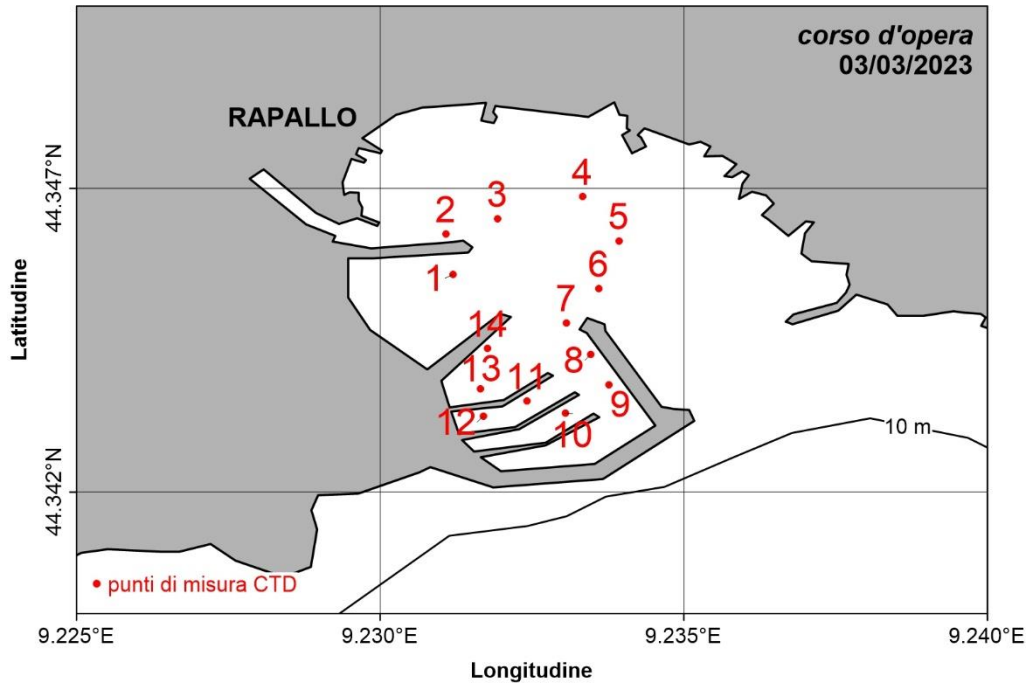 corso d'opera
03/03/2023
RAPALLO
4
2
3
5
1
6
7
14
8
13
11
9
12
10
10 m
44.347°N
44.342°N
Latitudine
punti di misura CTD
9.225°E
9.230°E
9.235°E
9.240°E
Longitudine